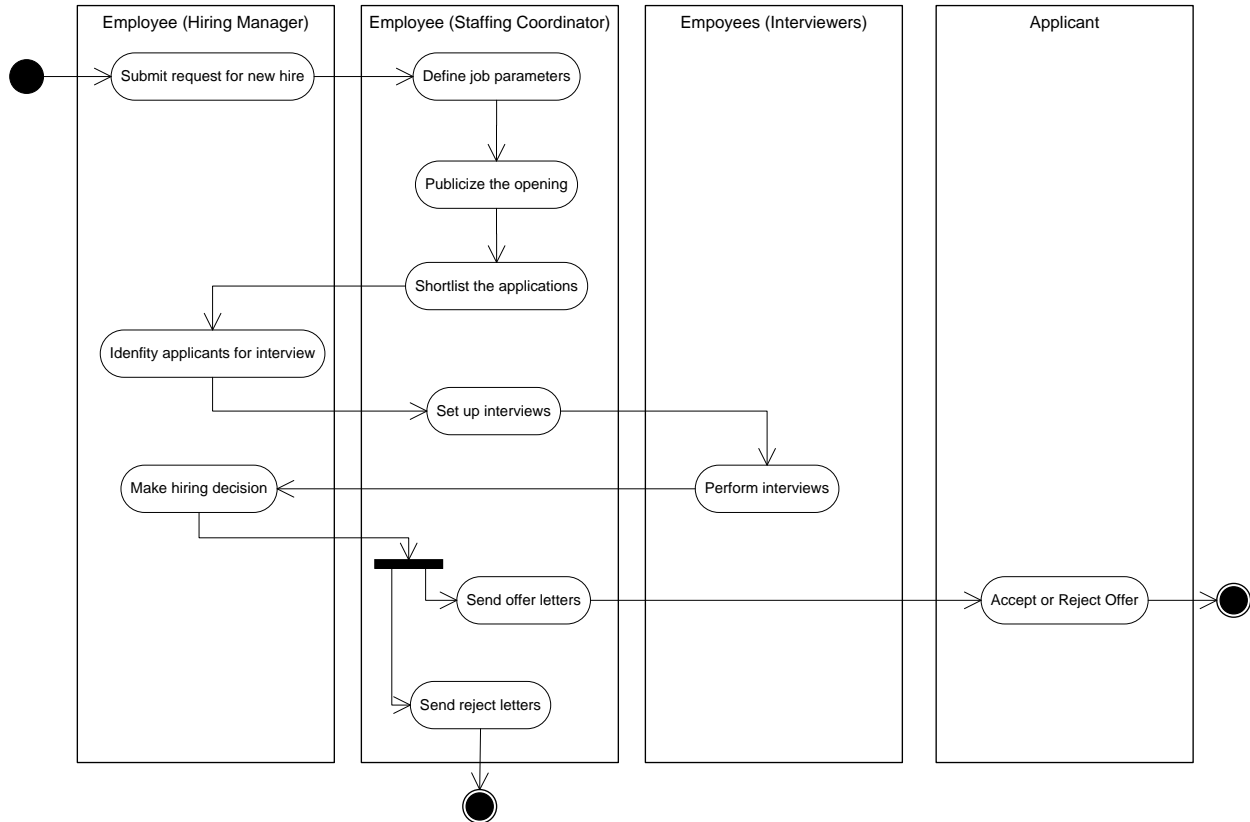 Employee (Hiring Manager)
Employee (Staffing Coordinator)
Empoyees (Interviewers)
Applicant
Submit request for new hire
Define job parameters
Publicize the opening
Shortlist the applications
Idenfity applicants for interview
Set up interviews
Make hiring decision
Perform interviews
Send offer letters
Accept or Reject Offer
Send reject letters